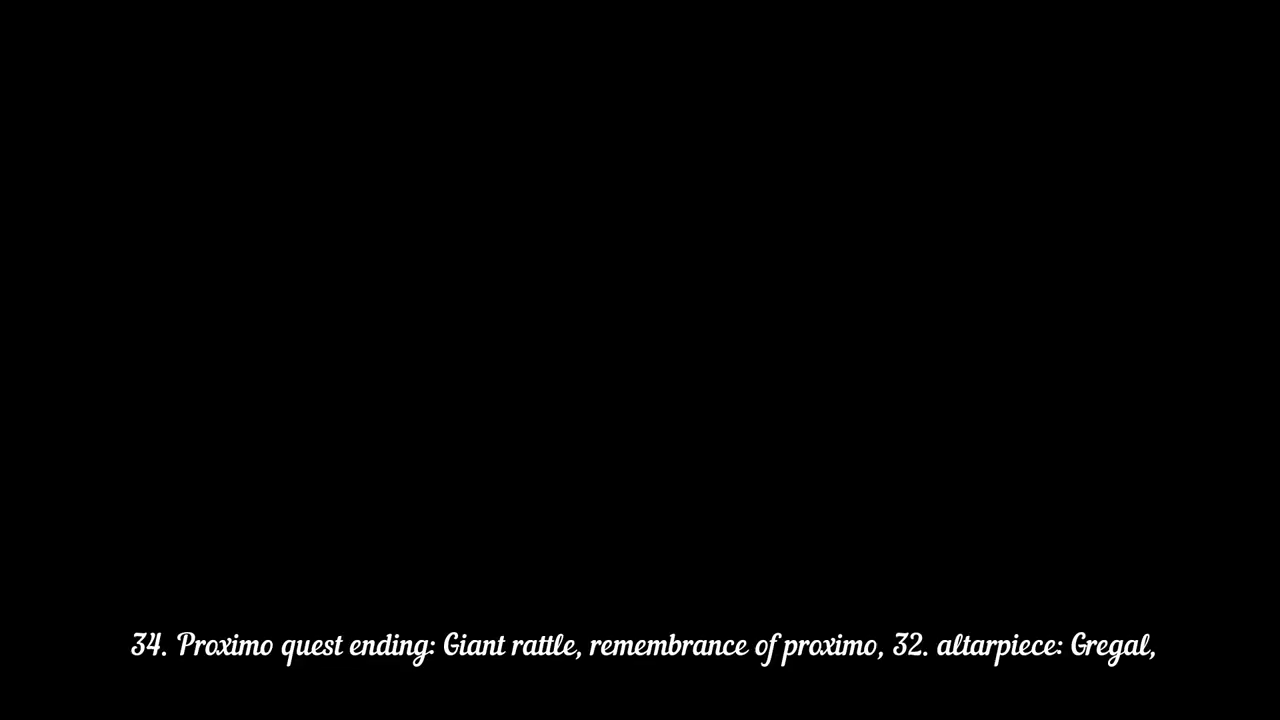 34. Proximo quest ending: Giant rattle, remembrance of proximo, 32. altarpiece: Gregal,